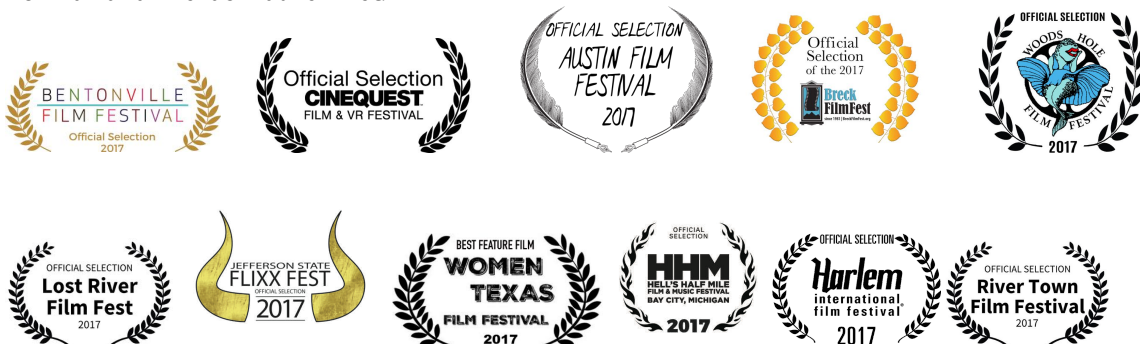 BENTONVILLE
FILM FESTIVAL
Official Selection
2017
Official Selection
CINEQUEST
FILM & VR FESTIVAL
OFFICIAL SELECTION
AUSTIN FILM
FESTIVAL
2017
Official
Selection
of the 2017
Breck
FilmFest
since 1981 | BreckFilmFest.org
OFFICIAL SELECTION
WOODS HOLE
FILM FESTIVAL
2017
OFFICIAL SELECTION
Lost River
Film Fest
2017
JEFFERSON STATE
FLIXX FEST
OFFICIAL SELECTION
2017
BEST FEATURE FILM
WOMEN
TEXAS
FILM FESTIVAL
2017
OFFICIAL
SELECTION
HHM
HELL'S HALF MILE
FILM & MUSIC FESTIVAL
BAY CITY, MICHIGAN
2017
OFFICIAL SELECTION
Harlem
international
film festival®
2017
OFFICIAL SELECTION
River Town
Film Festival
2017